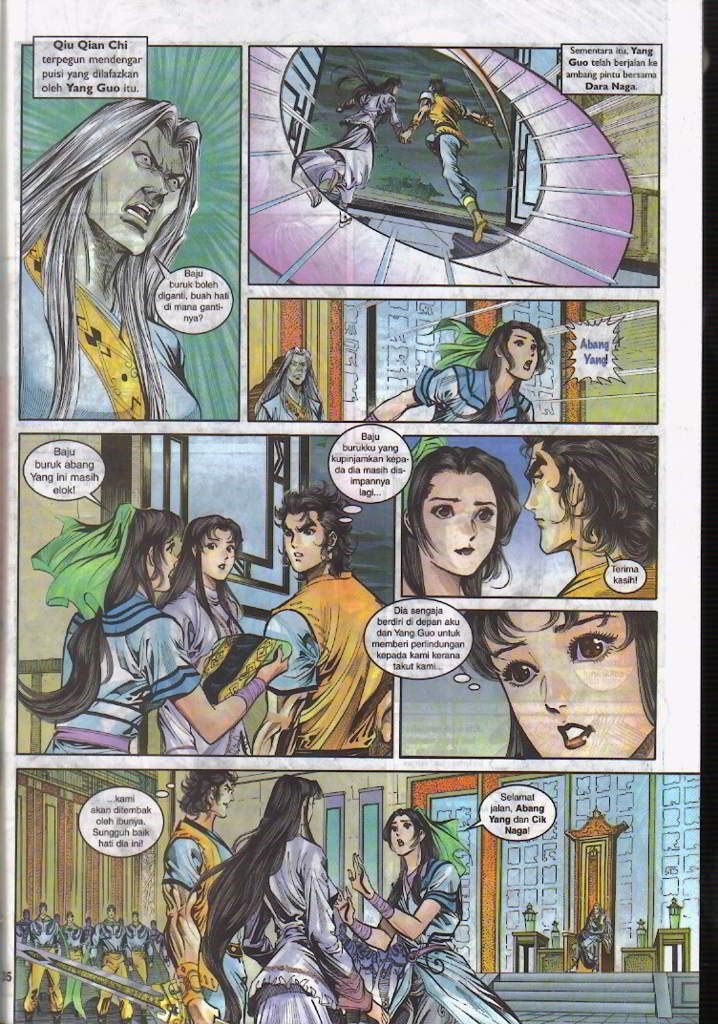 Qiu Qian Chi
terpegun mendengar
puisi yang dilafazkan
oleh Yang Guo itu.
Baju
buruk boleh
diganti, buah hati
di mana ganti-
nya?
Sementara itu, Yang
Guo telah berjalan ke
ambang pintu bersama
Dara Naga.
Abang
Yang!
Baju
buruk abang
Yang ini masih
elok!
Baju
burukku yang
kupinjamkan kepa-
da dia masih dis-
impannya
lagi...
Terima
kasih!
Dia sengaja
berdiri di depan aku
dan Yang Guo untuk
memberi perlindungan
kepada kami kerana
takut kami...
...kami
akan ditembak
oleh ibunya.
Sungguh baik
hati dia ini!
Selamat
jalan, Abang
Yang dan Cik
Naga!